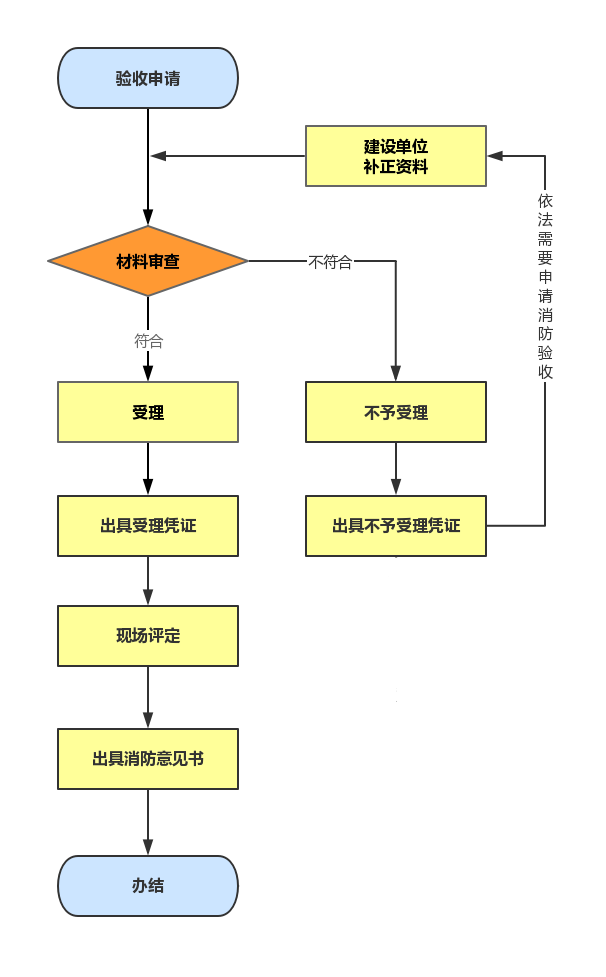 验收申请
建设单位
补正资料
依法需要申请消防验收
材料审查
不符合
符合
受理
不予受理
出具受理凭证
出具不予受理凭证
现场评定
出具消防意见书
办结